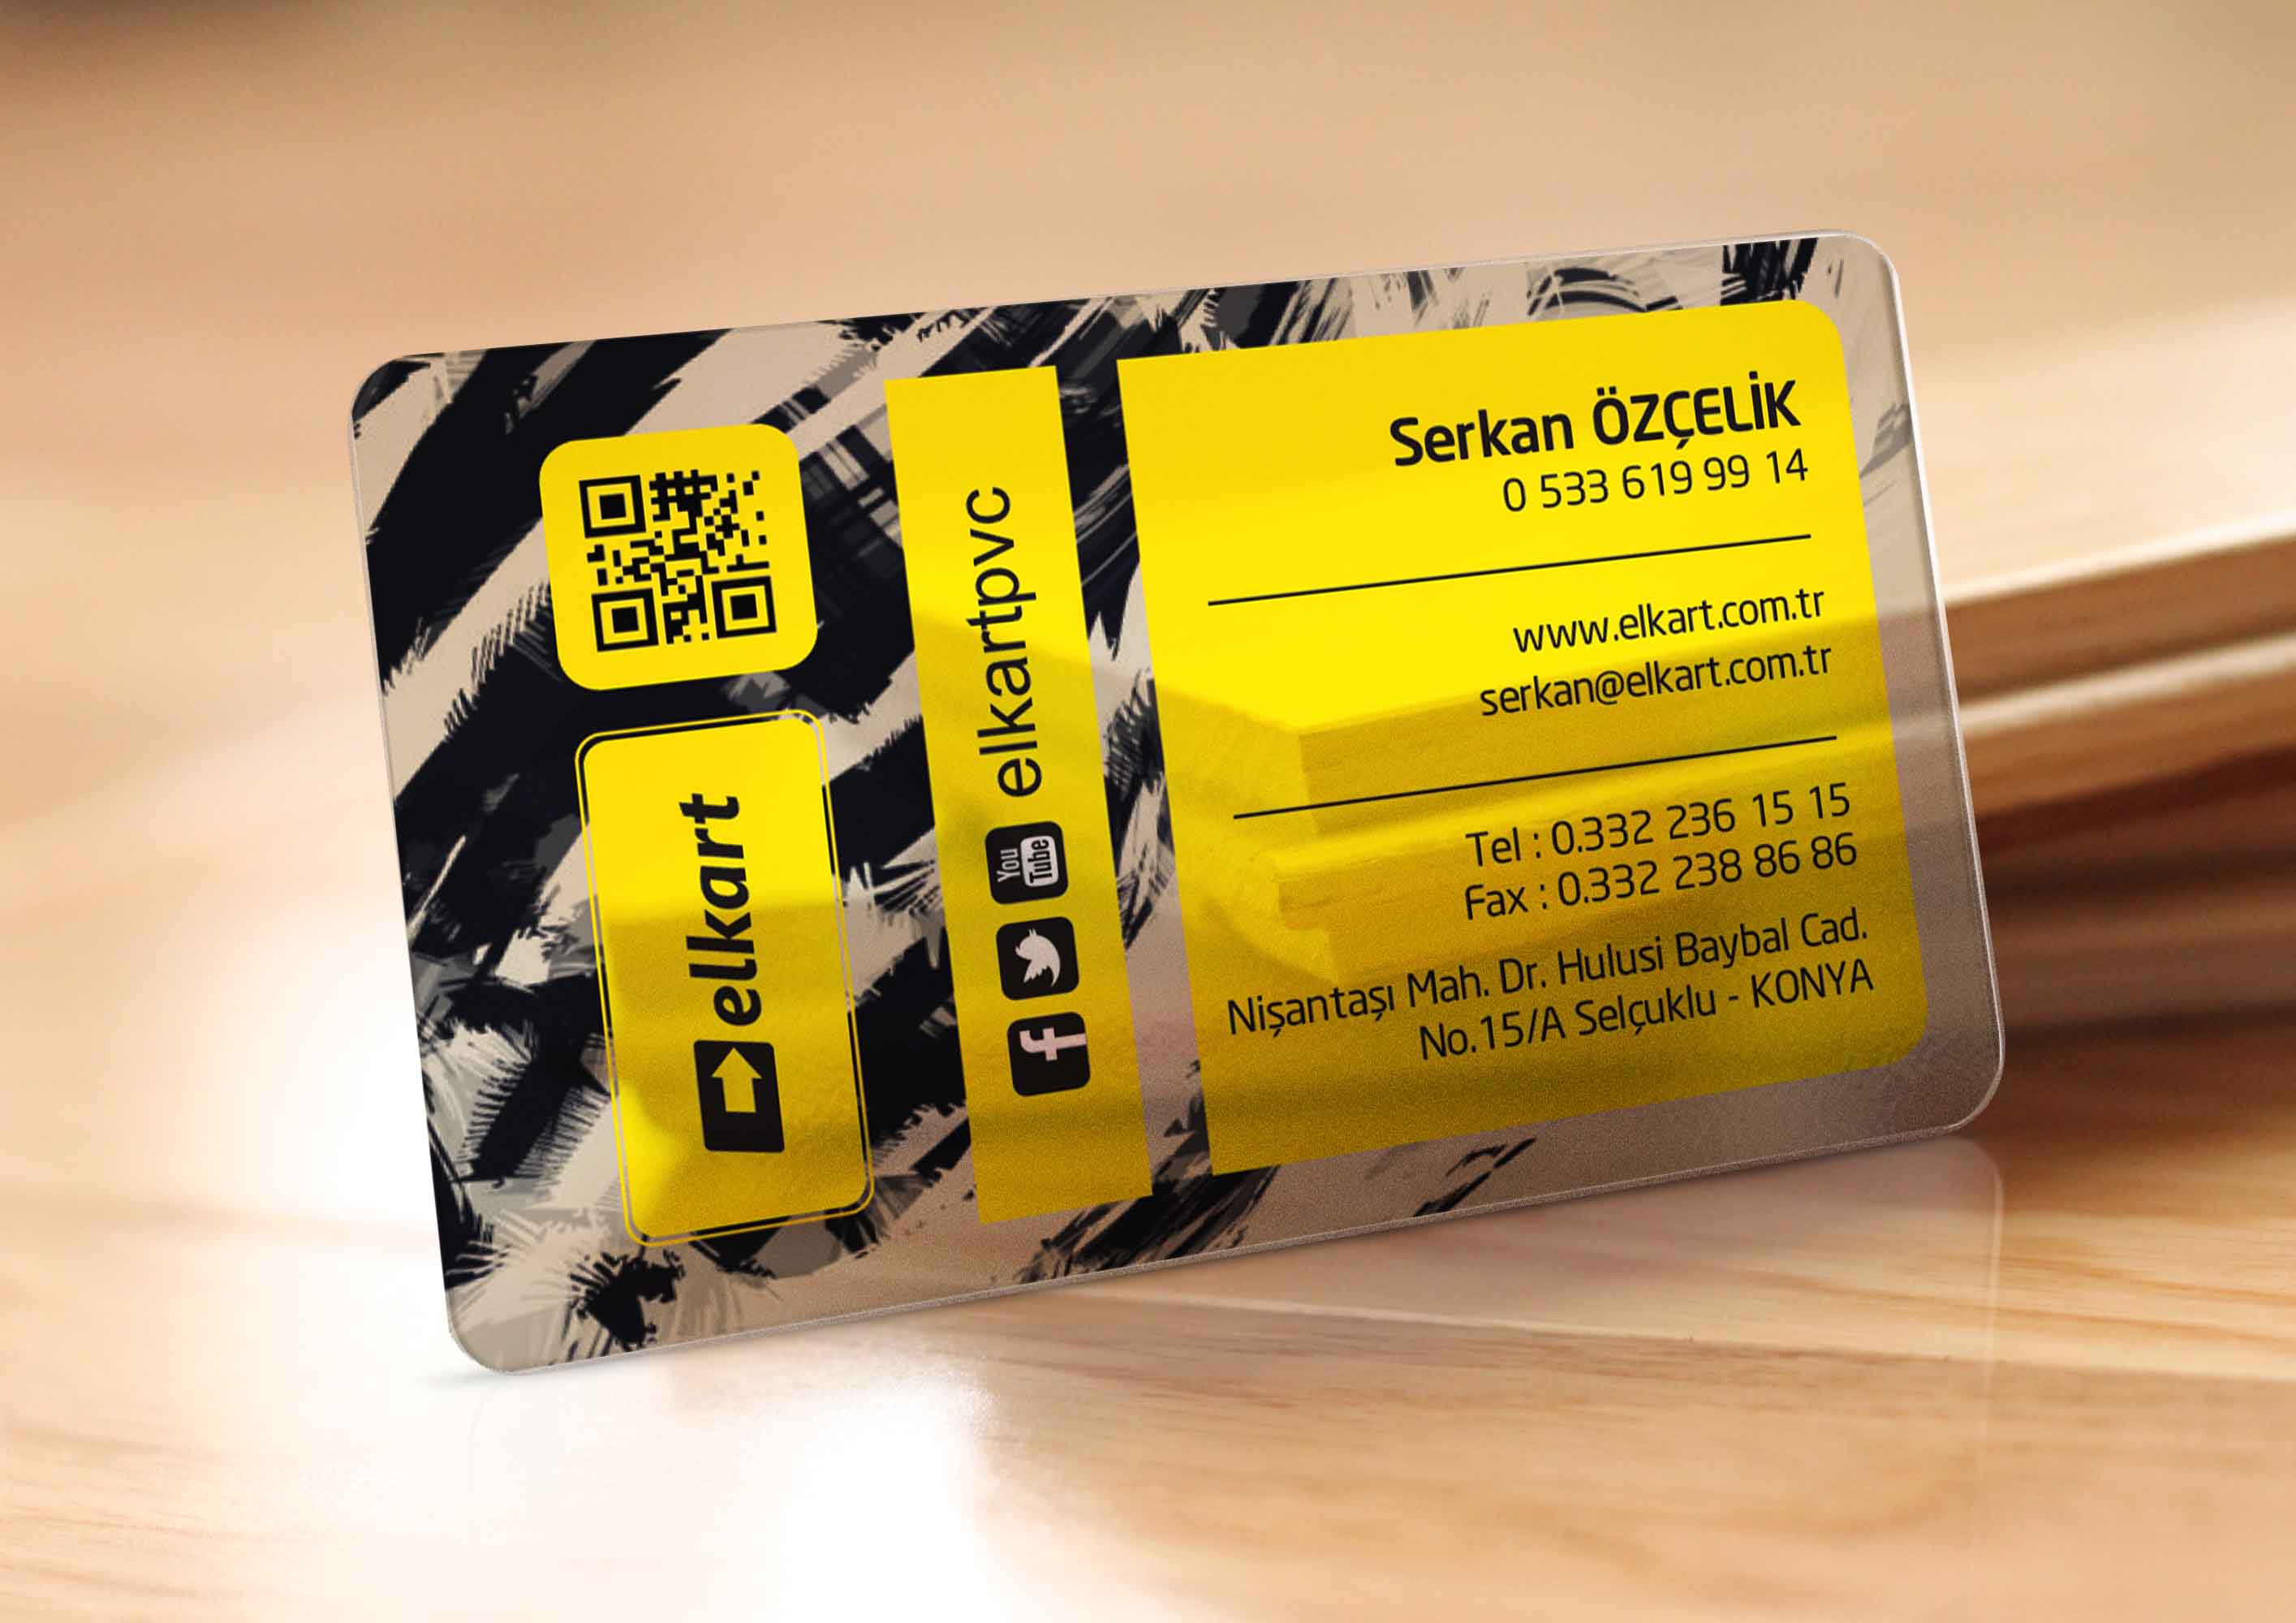 elkart
elkartpvc
You
Tube
Serkan ÖZÇELİK
0 533 619 99 14
www.elkart.com.tr
serkan@elkart.com.tr
Tel : 0.332 236 15 15
Fax : 0.332 238 86 86
Nişantaşı Mah. Dr. Hulusi Baybal Cad.
No.15/A Selçuklu - KONYA